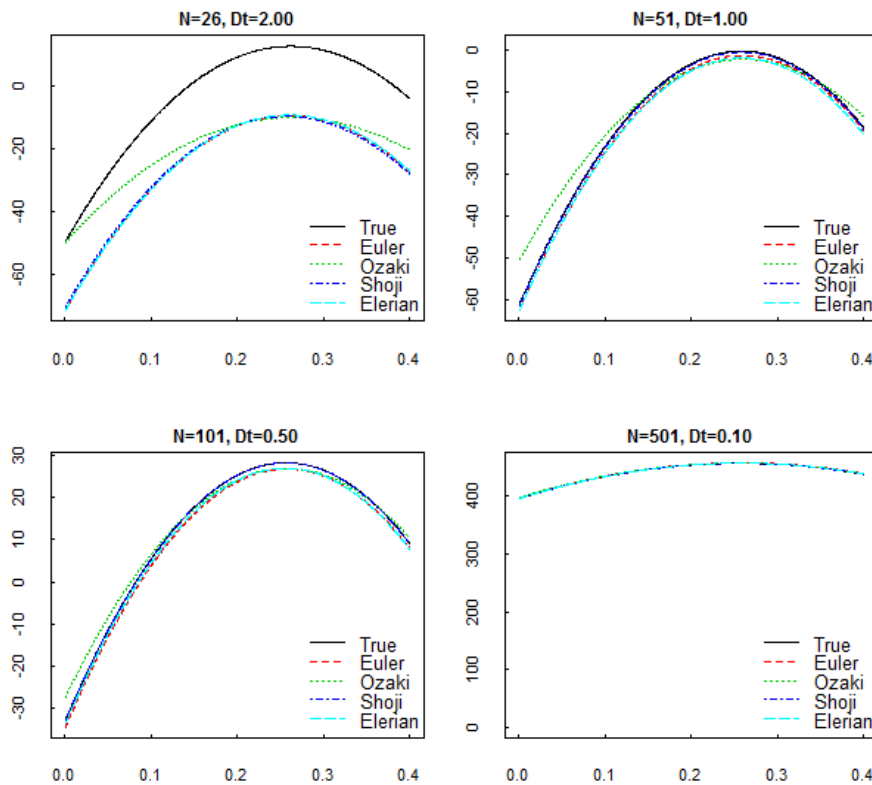 N=26, Dt=2.00
0
-20
-40
-60
0.0 0.1 0.2 0.3 0.4
True
Euler
Ozaki
Shoji
Elerian
N=51, Dt=1.00
0
-10
-20
-30
-40
-50
-60
0.0 0.1 0.2 0.3 0.4
True
Euler
Ozaki
Shoji
Elerian
N=101, Dt=0.50
30
20
10
0
-10
-20
-30
0.0 0.1 0.2 0.3 0.4
True
Euler
Ozaki
Shoji
Elerian
N=501, Dt=0.10
400
300
200
100
0
0.0 0.1 0.2 0.3 0.4
True
Euler
Ozaki
Shoji
Elerian